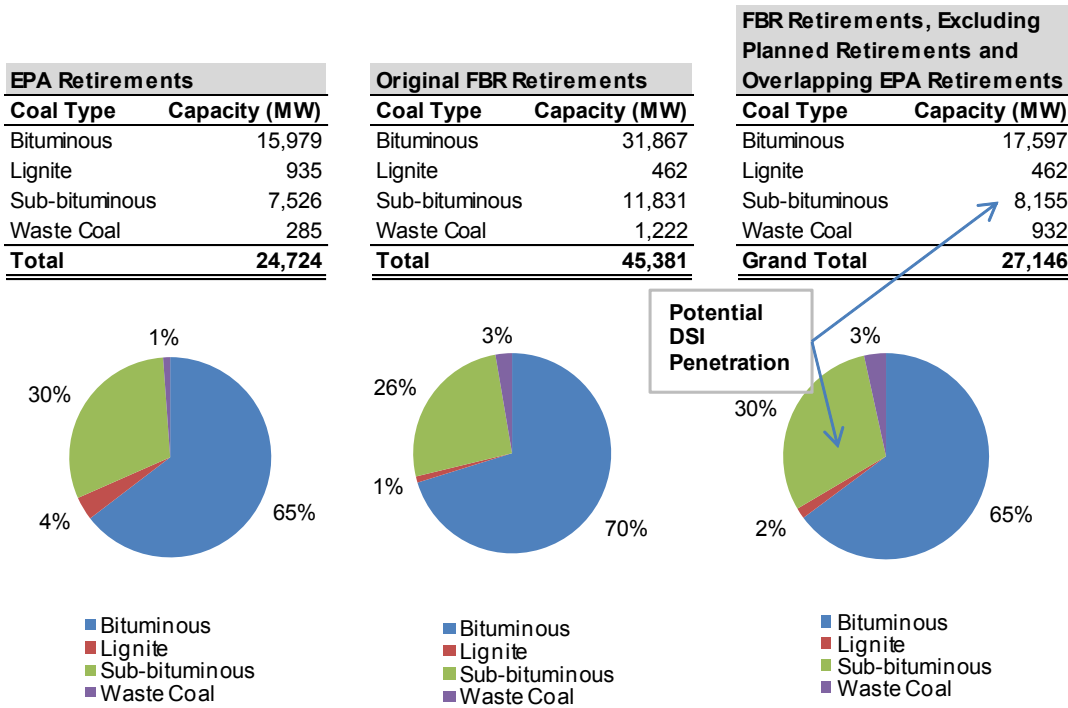 EPA Retirements
Coal Type Capacity (MW)
Bituminous 15,979
Lignite 935
Sub-bituminous 7,526
Waste Coal 285
Total 24,724
Original FBR Retirements
Coal Type Capacity (MW)
Bituminous 31,867
Lignite 462
Sub-bituminous 11,831
Waste Coal 1,222
Total 45,381
FBR Retirements, Excluding
Planned Retirements and
Overlapping EPA Retirements
Coal Type Capacity (MW)
Bituminous 17,597
Lignite 462
Sub-bituminous 8,155
Waste Coal 932
Grand Total 27,146
Potential
DSI
Penetration
1%
30%
4%
65%
Bituminous
Lignite
Sub-bituminous
Waste Coal
3%
26%
1%
70%
Bituminous
Lignite
Sub-bituminous
Waste Coal
3%
30%
2%
65%
Bituminous
Lignite
Sub-bituminous
Waste Coal